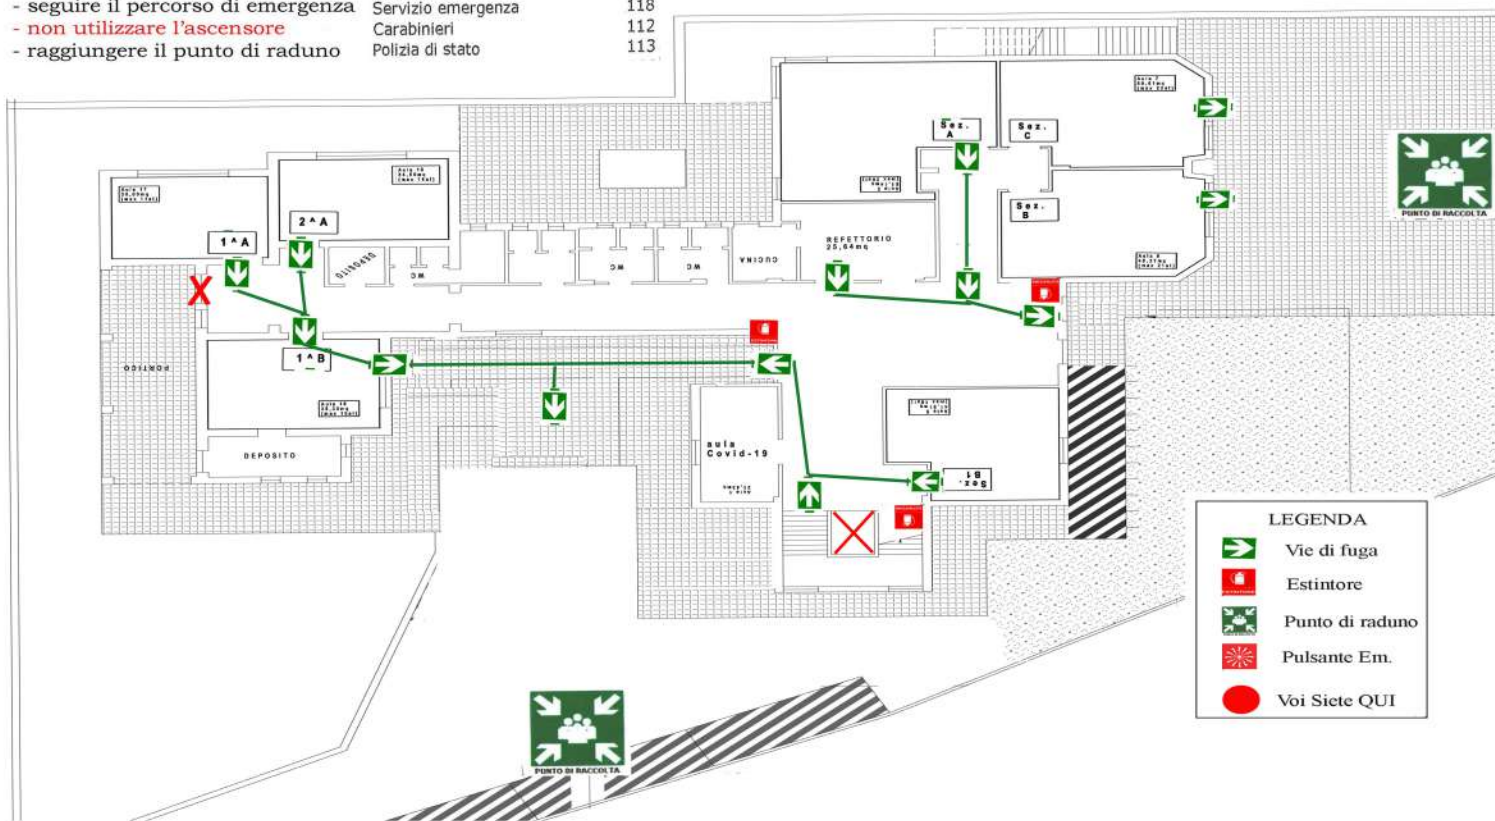 - seguire il percorso di emergenza
- non utilizzare l'ascensore
- raggiungere il punto di raduno
Servizio emergenza 118
Carabinieri 112
Polizia di stato 113
Sez.
A
Sez.
C
Sez.
B
PUNTO DI RACCOLTA
1^A
2^A
DEPOSITO
WC
WC
WC
CUCINA
REFETTORIO
25,64mq
PORTICO
1^B
DEPOSITO
aula
Covid-19
Sez.
B1
PUNTO DI RACCOLTA
LEGENDA
Vie di fuga
Estintore
Punto di raduno
Pulsante Em.
Voi Siete QUI